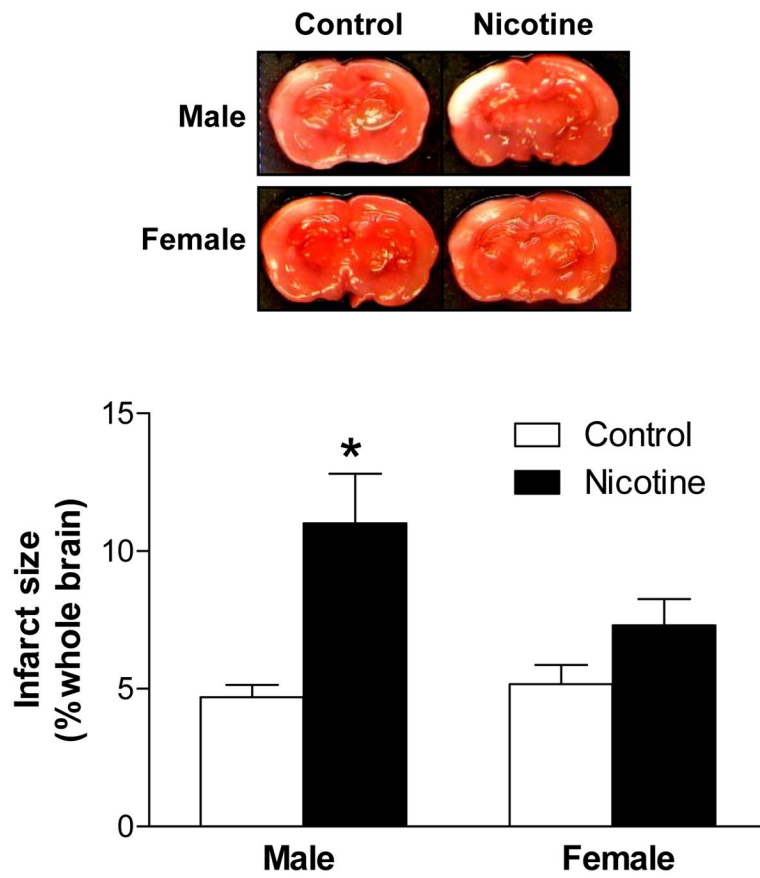 Control Nicotine
Male
Female
15
10
5
0
Infarct size
(%whole brain)
*
Control
Nicotine
Male Female